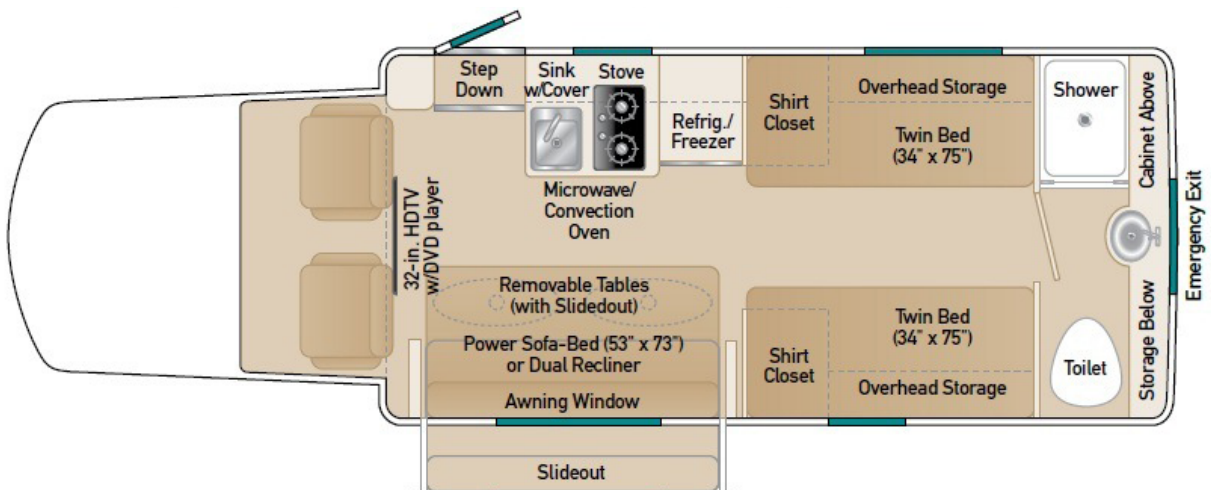 Step
Down
Sink
w/Cover
Stove
Refrig./
Freezer
Microwave/
Convection
Oven
Shirt
Closet
Overhead Storage
Twin Bed
(34” x 75”)
Shower
Cabinet Above
Emergency Exit
32-in. HDTV
w/DVD player
Removable Tables
(with Slidedout)
Power Sofa-Bed (53” x 73”)
or Dual Recliner
Awning Window
Slideout
Shirt
Closet
Twin Bed
(34” x 75”)
Overhead Storage
Toilet
Storage Below